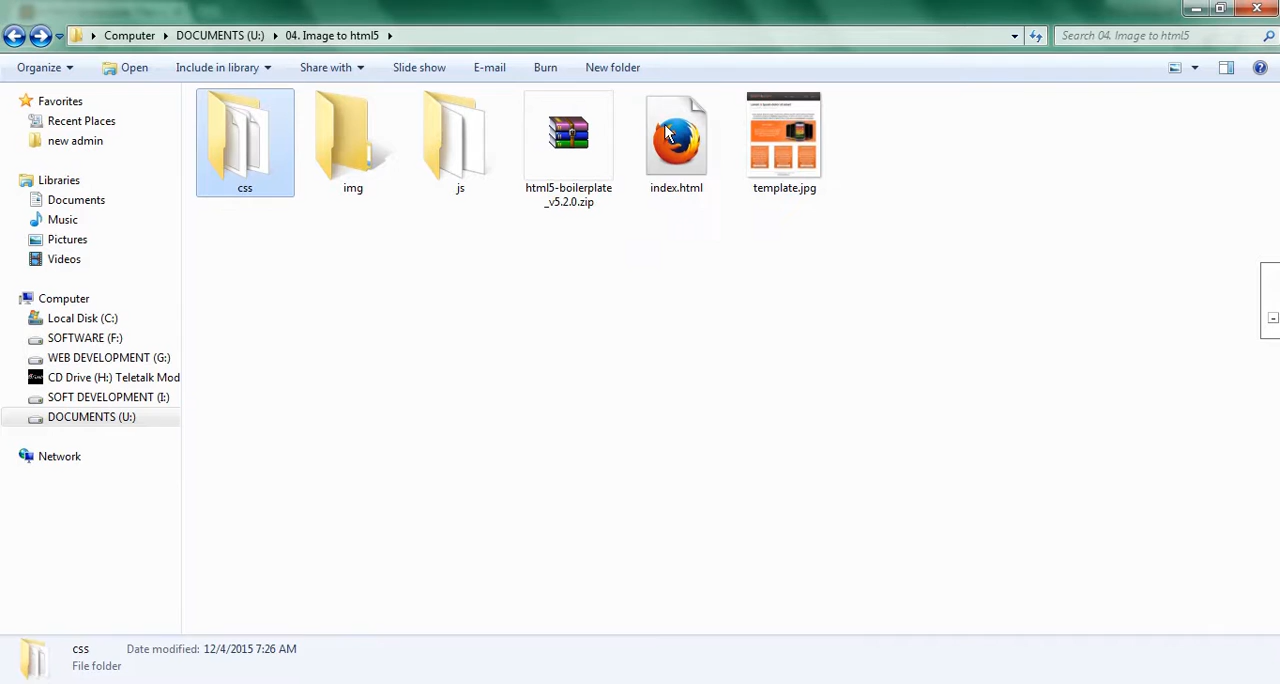 Computer
DOCUMENTS (U:)
04. Image to html5
Search 04. Image to html5
Organize
Open
Include in library
Share with
Slide show
E-mail
Burn
New folder
Favorites
Recent Places
new admin
Libraries
Documents
Music
Pictures
Videos
Computer
Local Disk (C:)
SOFTWARE (F:)
WEB DEVELOPMENT (G:)
CD Drive (H:) Teletalk Mod
SOFT DEVELOPMENT (I:)
DOCUMENTS (U:)
Network
css
img
js
html5-boilerplate
_v5.2.0.zip
index.html
template.jpg
css
Date modified: 12/4/2015 7:26 AM
File folder